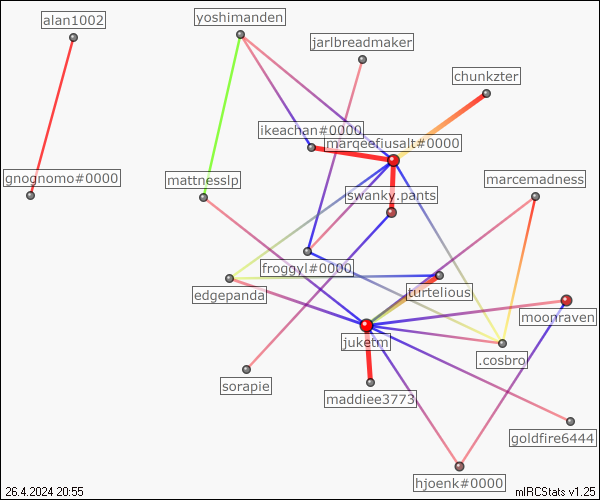 alan1002
yoshimanden
jarlbreadmaker
chunkzter
ikeachan#0000
marqeefiusalt#0000
gnognomo#0000
mattnesslp
swanky.pants
marcemadness
froggyl#0000
edgepanda
turtelious
moonraven
juketm
.cosbro
sorapie
maddiee3773
goldfire6444
hjoenk#0000
26.4.2024 20:55
mIRCStats v1.25